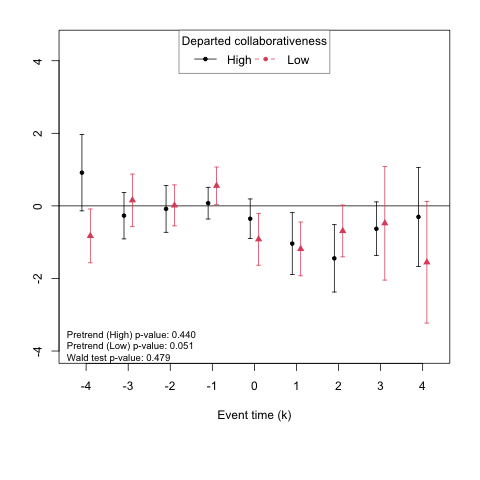 Departed collaborativeness
High Low
4
2
0
-2
-4
Pretrend (High) p-value: 0.440
Pretrend (Low) p-value: 0.051
Wald test p-value: 0.479
-4 -3 -2 -1 0 1 2 3 4
Event time (k)